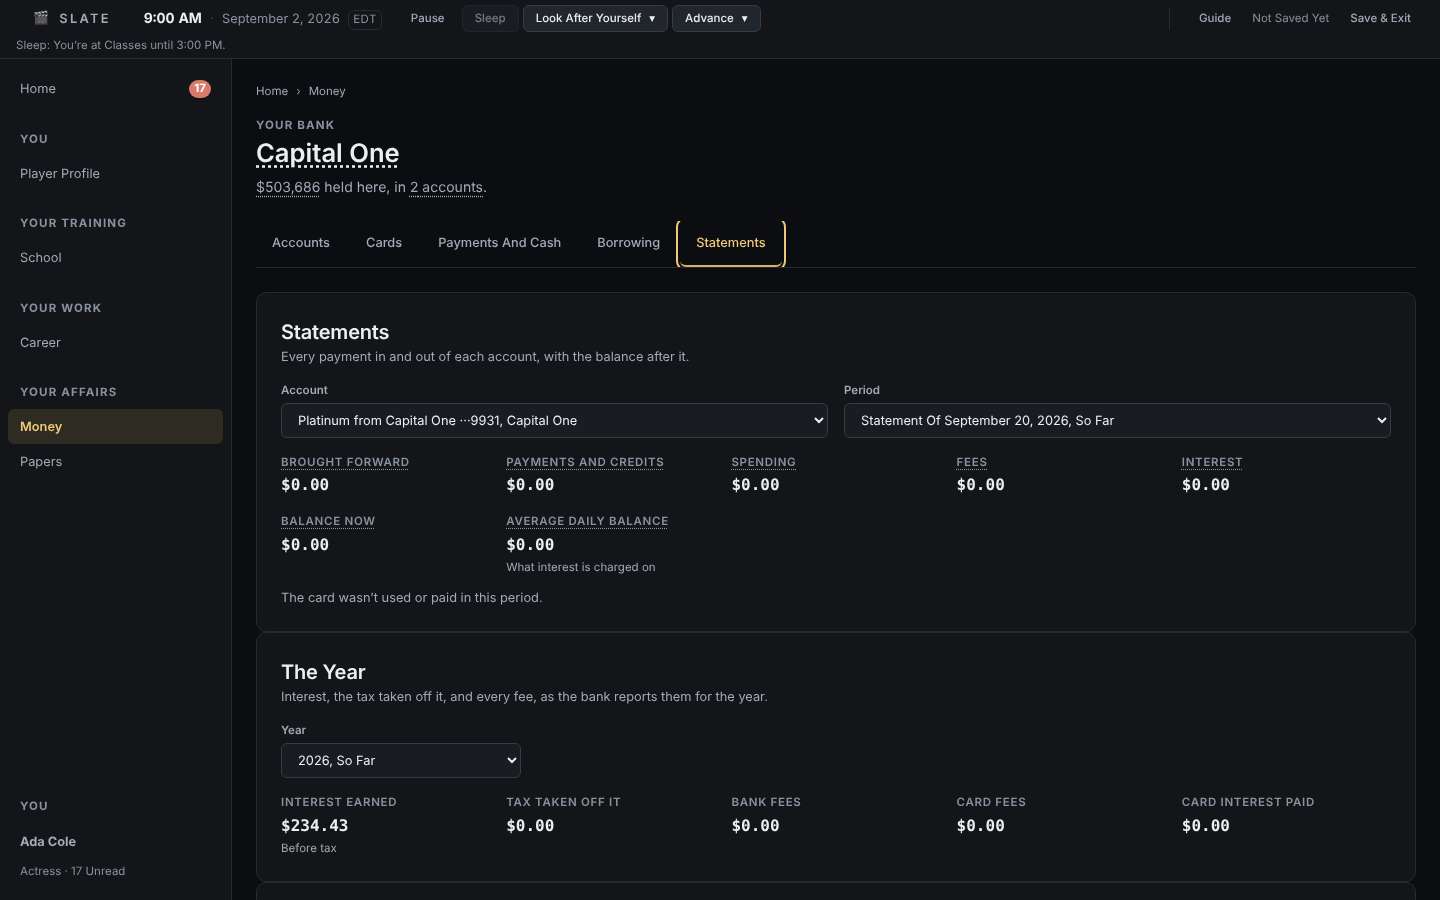 SLATE
9:00 AM · September 2, 2026 EDT
Pause
Sleep
Look After Yourself ▾
Advance ▾
Guide
Not Saved Yet
Save & Exit
Sleep: You're at Classes until 3:00 PM.
Home 17
YOU
Player Profile
YOUR TRAINING
School
YOUR WORK
Career
YOUR AFFAIRS
Money
Papers
YOU
Ada Cole
Actress · 17 Unread
Home › Money
YOUR BANK
Capital One
$503,686 held here, in 2 accounts.
Accounts Cards Payments And Cash Borrowing Statements
Statements
Every payment in and out of each account, with the balance after it.
Account Period
Platinum from Capital One ···9931, Capital One Statement Of September 20, 2026, So Far
BROUGHT FORWARD PAYMENTS AND CREDITS SPENDING FEES INTEREST
$0.00 $0.00 $0.00 $0.00 $0.00
BALANCE NOW AVERAGE DAILY BALANCE
$0.00 $0.00
What interest is charged on
The card wasn't used or paid in this period.
The Year
Interest, the tax taken off it, and every fee, as the bank reports them for the year.
Year
2026, So Far
INTEREST EARNED TAX TAKEN OFF IT BANK FEES CARD FEES CARD INTEREST PAID
$234.43 $0.00 $0.00 $0.00 $0.00
Before tax